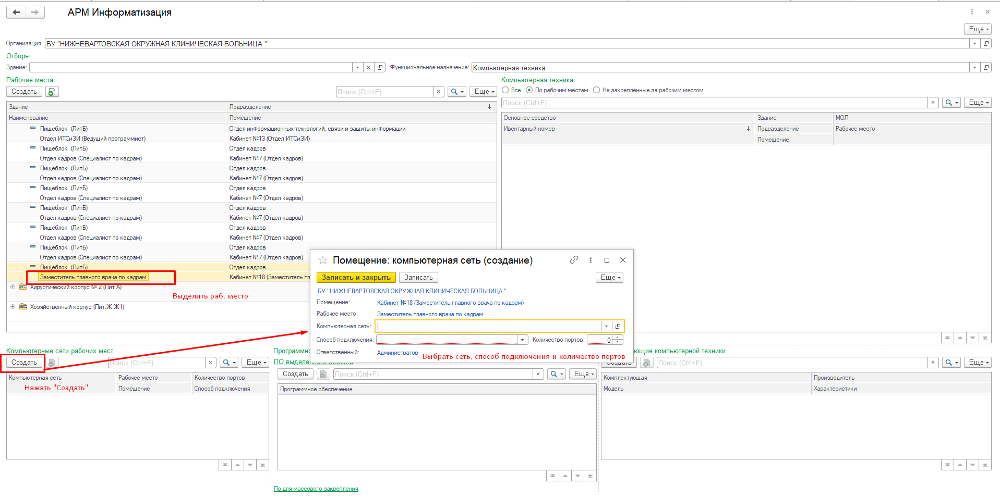 АРМ Информатизация
Еще
Организация: БУ "НИЖНЕВАРТОВСКАЯ ОКРУЖНАЯ КЛИНИЧЕСКАЯ БОЛЬНИЦА "
Отборы
Здание:
Функциональное назначение: Компьютерная техника
Рабочие места
Создать
Поиск (Ctrl+F)
Еще
Здание Подразделение
Наименование Помещение
Пищеблок (ЛитБ) Отдел информационных технологий, связи и защиты информации
Отдел ИТСиЗИ (Ведущий программист) Кабинет №13 (Отдел ИТСиЗИ)
Пищеблок (ЛитБ) Отдел кадров
Отдел кадров (Специалист по кадрам) Кабинет №7 (Отдел кадров)
Пищеблок (ЛитБ) Отдел кадров
Отдел кадров (Специалист по кадрам) Кабинет №7 (Отдел кадров)
Пищеблок (ЛитБ) Отдел кадров
Отдел кадров (Специалист по кадрам) Кабинет №7 (Отдел кадров)
Пищеблок (ЛитБ) Отдел кадров
Отдел кадров (Специалист по кадрам) Кабинет №7 (Отдел кадров)
Пищеблок (ЛитБ) Отдел кадров
Отдел кадров (Специалист по кадрам) Кабинет №7 (Отдел кадров)
Пищеблок (ЛитБ) Отдел кадров
Отдел кадров (Специалист по кадрам) Кабинет №7 (Отдел кадров)
Пищеблок (ЛитБ)
Заместитель главного врача по кадрам Кабинет №18 (Заместитель гл
Хирургический корпус № 2 (Лит А)
Выделить раб. место
Хозяйственный корпус (Лит.Ж.Ж1)
Компьютерная техника
Все По рабочим местам Не закрепленные за рабочим местом
Поиск (Ctrl+F)
Еще
Основное средство Здание МОЛ
Ивентарный номер Подразделение Рабочее место
Помещение
Помещение: компьютерная сеть (создание)
Записать и закрыть Записать Еще
БУ "НИЖНЕВАРТОВСКАЯ ОКРУЖНАЯ КЛИНИЧЕСКАЯ БОЛЬНИЦА "
Помещение: Кабинет №18 (Заместитель главного врача по кадрам)
Рабочее место: Заместитель главного врача по кадрам
Компьютерная сеть:
Способ подключения: Количество портов: 0
Ответственный: Администратор
Выбрать сеть, способ подключения и количество портов
Компьютерные сети рабочих мест
Создать
Поиск (Ctrl+F)
Еще
Компьютерная сеть Рабочее место Количество портов
Помещение Способ подключения
Нажать "Создать"
Программно
ПО выделенного объекта
Создать
Поиск (Ctrl+F)
Еще
Программное обеспечение
По для массового закрепления
ющие компьютерной техники
Создать
Поиск (Ctrl+F)
Еще
Комплектующая Производитель
Модель Характеристики